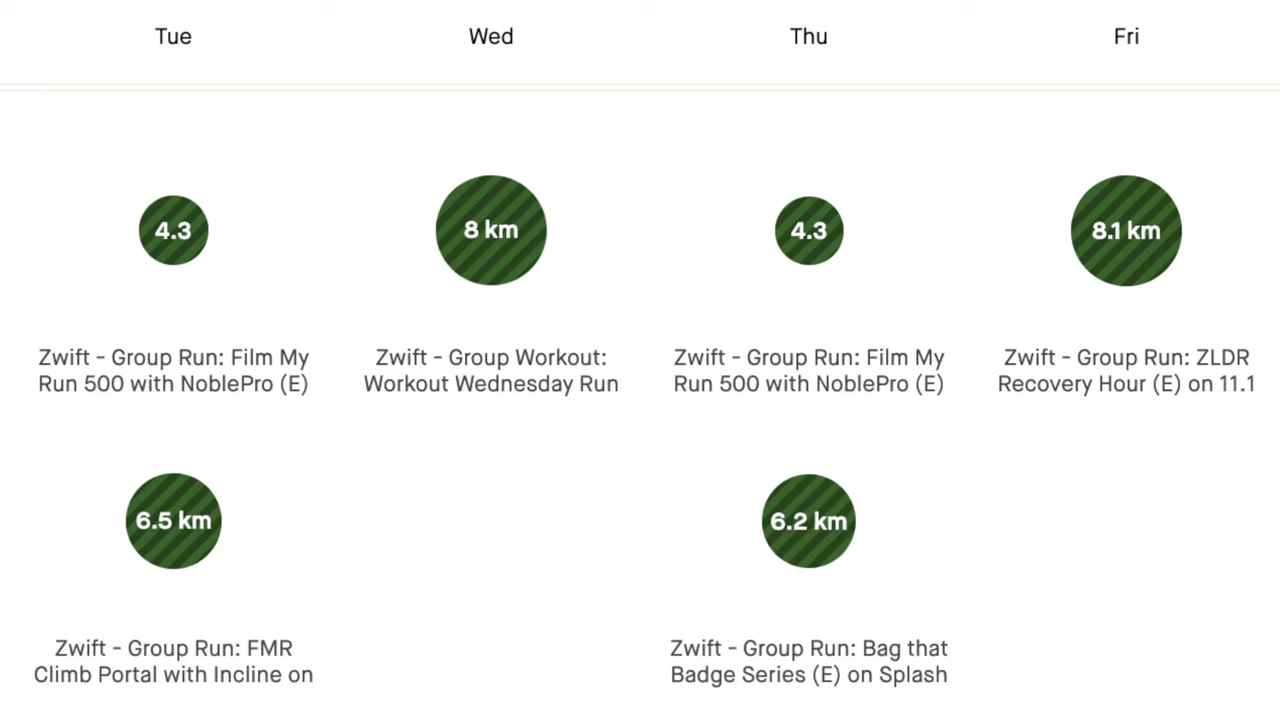 Tue Wed Thu Fri
4.3 8 km 4.3 8.1 km
Zwift - Group Run: Film My
Run 500 with NoblePro (E)
Zwift - Group Workout:
Workout Wednesday Run
Zwift - Group Run: Film My
Run 500 with NoblePro (E)
Zwift - Group Run: ZLDR
Recovery Hour (E) on 11.1
6.5 km 6.2 km
Zwift - Group Run: FMR
Climb Portal with Incline on
Zwift - Group Run: Bag that
Badge Series (E) on Splash